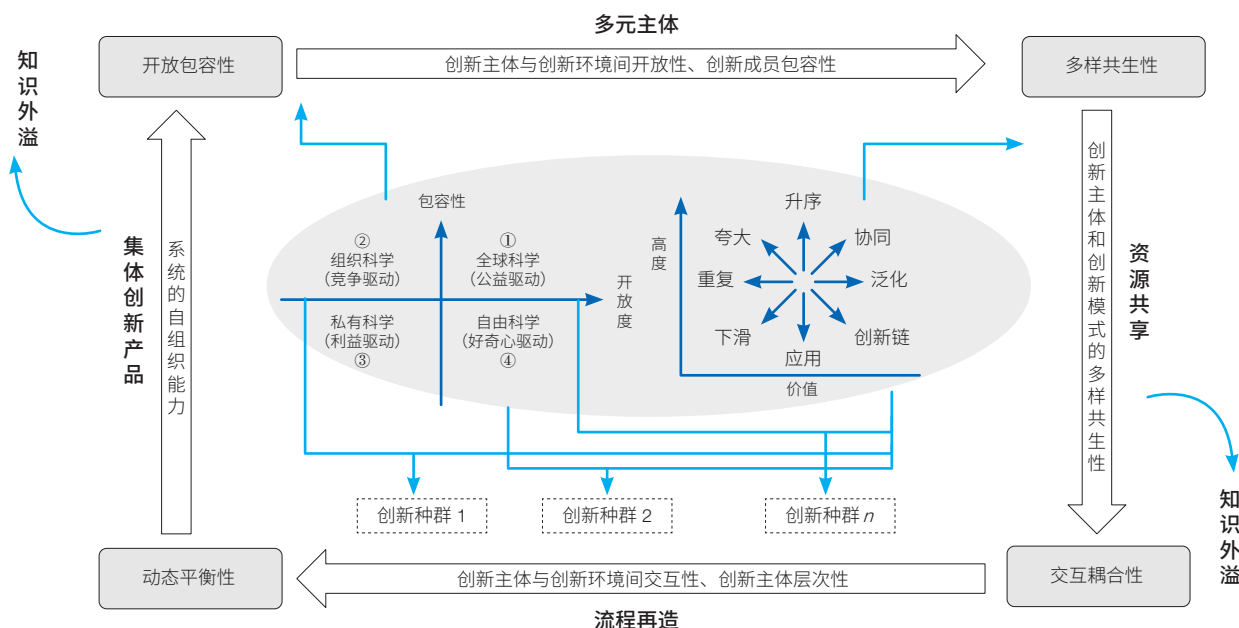 多元主体
开放包容性
创新主体与创新环境间开放性、创新成员包容性
多样共生性
知识外溢
集体创新产品
系统的自组织能力
包容性
②
组织科学
(竞争驱动)
①
全球科学
(公益驱动)
开放度
私有科学
(利益驱动)
③
自由科学
(好奇心驱动)
④
高度
升序
夸大
协同
重复
泛化
下滑
创新链
应用
价值
创新主体和创新模式的多样共生性
资源共享
知识外溢
创新种群 1
创新种群 2
创新种群 n
动态平衡性
创新主体与创新环境间交互性、创新主体层次性
交互耦合性
流程再造